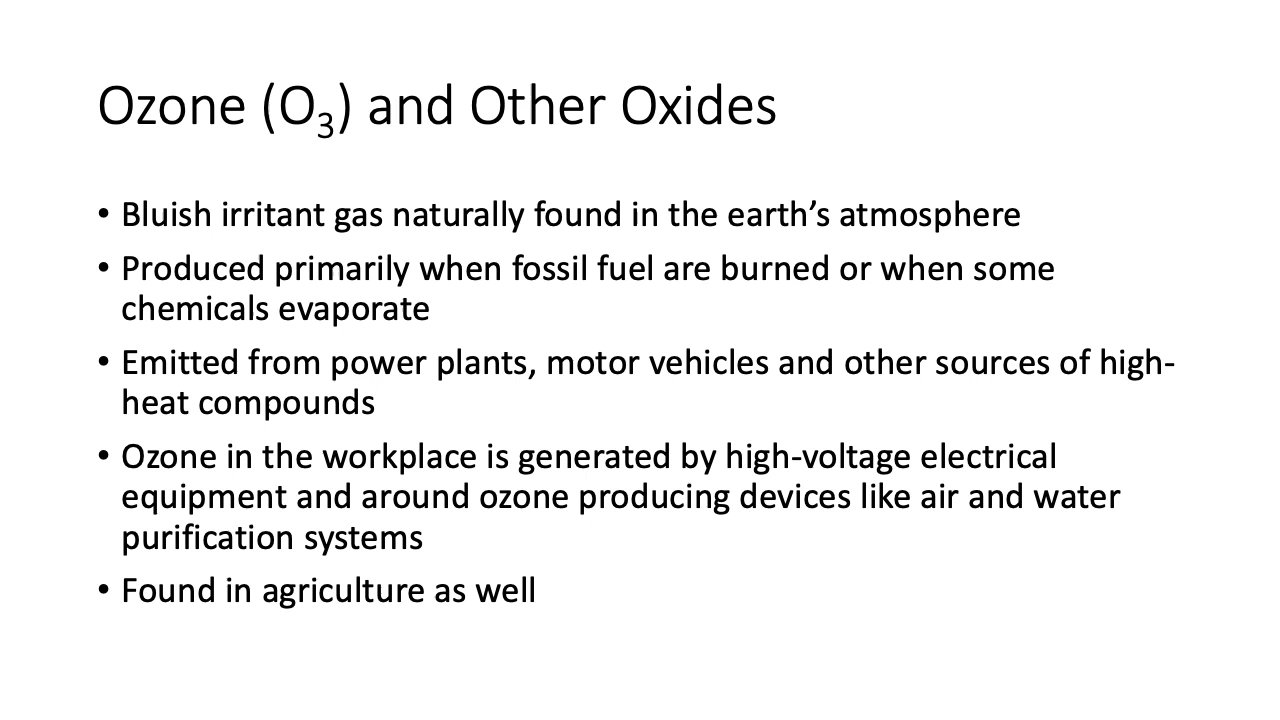 Ozone (O₃) and Other Oxides
• Bluish irritant gas naturally found in the earth’s atmosphere
• Produced primarily when fossil fuel are burned or when some
chemicals evaporate
• Emitted from power plants, motor vehicles and other sources of high-
heat compounds
• Ozone in the workplace is generated by high-voltage electrical
equipment and around ozone producing devices like air and water
purification systems
• Found in agriculture as well